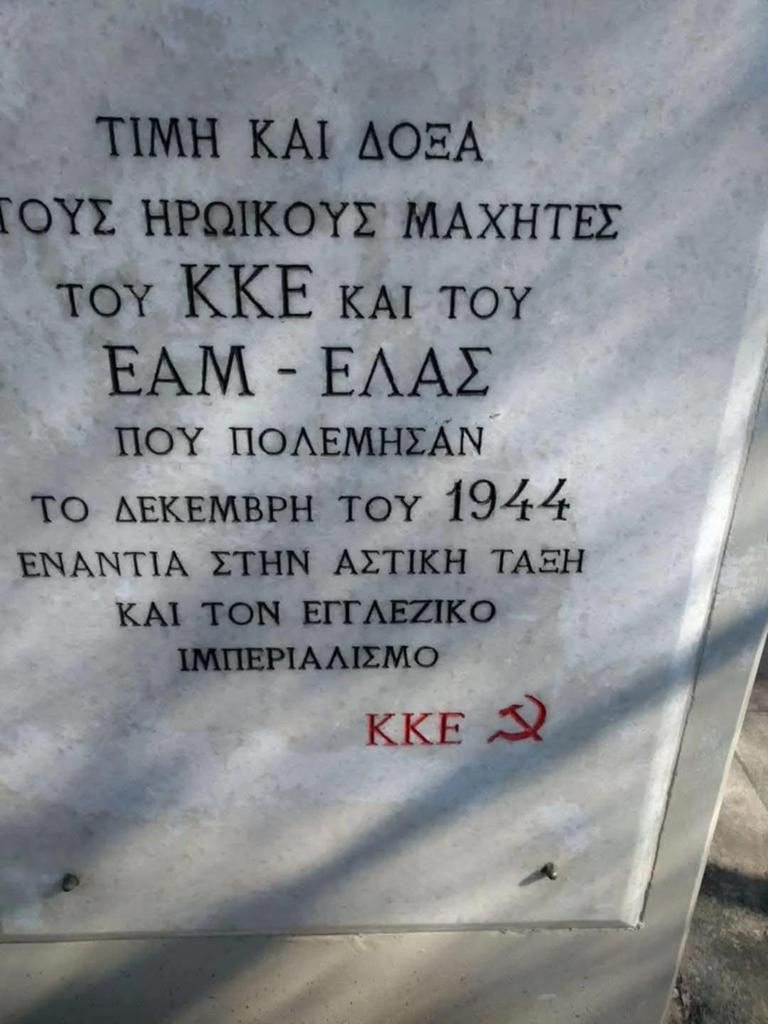 ΤΙΜΗ ΚΑΙ ΔΟΞΑ
ΤΟΥΣ ΗΡΩΙΚΟΥΣ ΜΑΧΗΤΕΣ
ΤΟΥ ΚΚΕ ΚΑΙ ΤΟΥ
ΕΑΜ - ΕΛΑΣ
ΠΟΥ ΠΟΛΕΜΗΣΑΝ
ΤΟ ΔΕΚΕΜΒΡΗ ΤΟΥ 1944
ΕΝΑΝΤΙΑ ΣΤΗΝ ΑΣΤΙΚΗ ΤΑΞΗ
ΚΑΙ ΤΟΝ ΕΓΓΛΕΖΙΚΟ
ΙΜΠΕΡΙΑΛΙΣΜΟ
ΚΚΕ